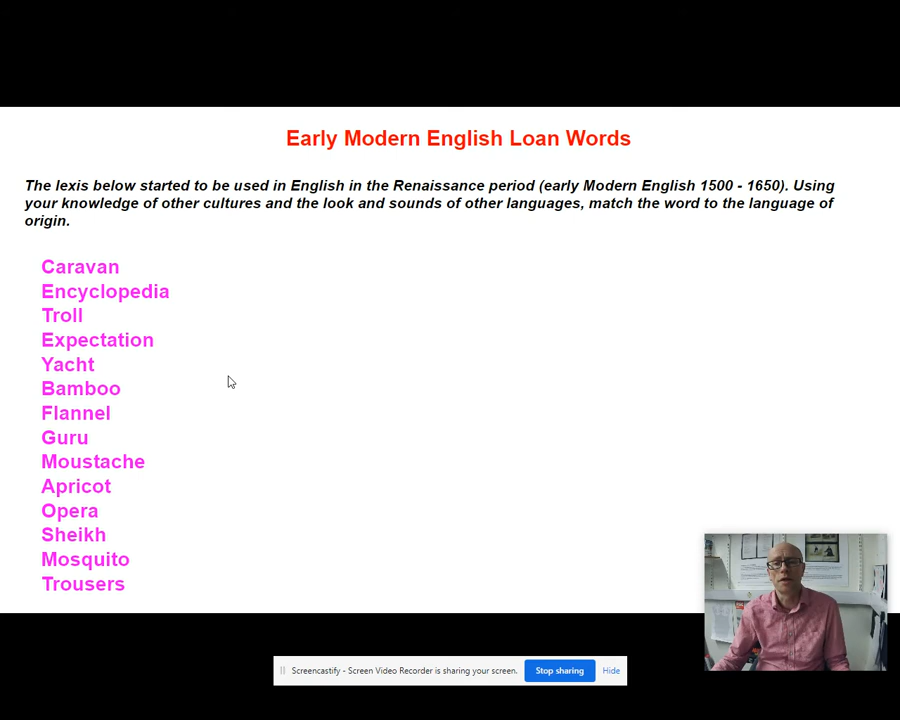 Early Modern English Loan Words
The lexis below started to be used in English in the Renaissance period (early Modern English 1500 - 1650). Using
your knowledge of other cultures and the look and sounds of other languages, match the word to the language of
origin.
Caravan
Encyclopedia
Troll
Expectation
Yacht
Bamboo
Flannel
Guru
Moustache
Apricot
Opera
Sheikh
Mosquito
Trousers
Screencastify - Screen Video Recorder is sharing your screen.
Stop sharing
Hide